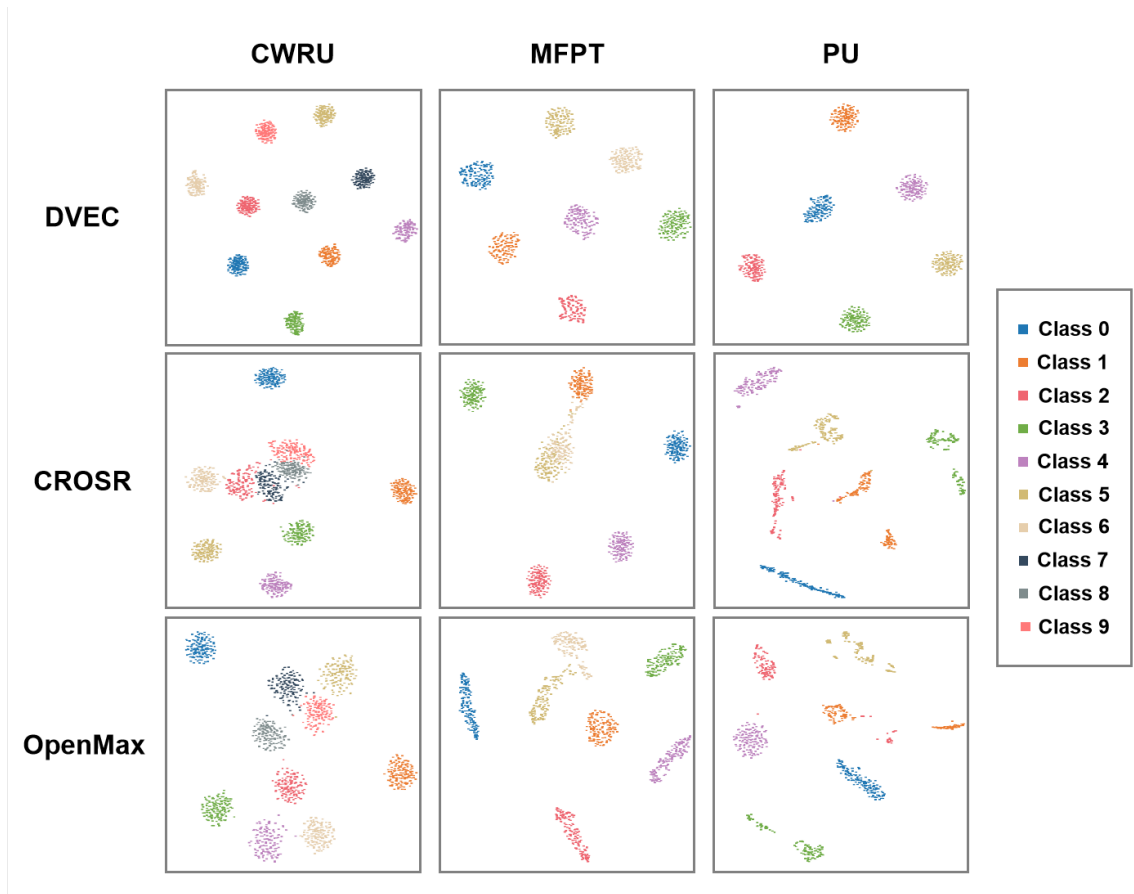 CWRU MFPT PU
DVEC
CROSR
OpenMax
Class 0
Class 1
Class 2
Class 3
Class 4
Class 5
Class 6
Class 7
Class 8
Class 9